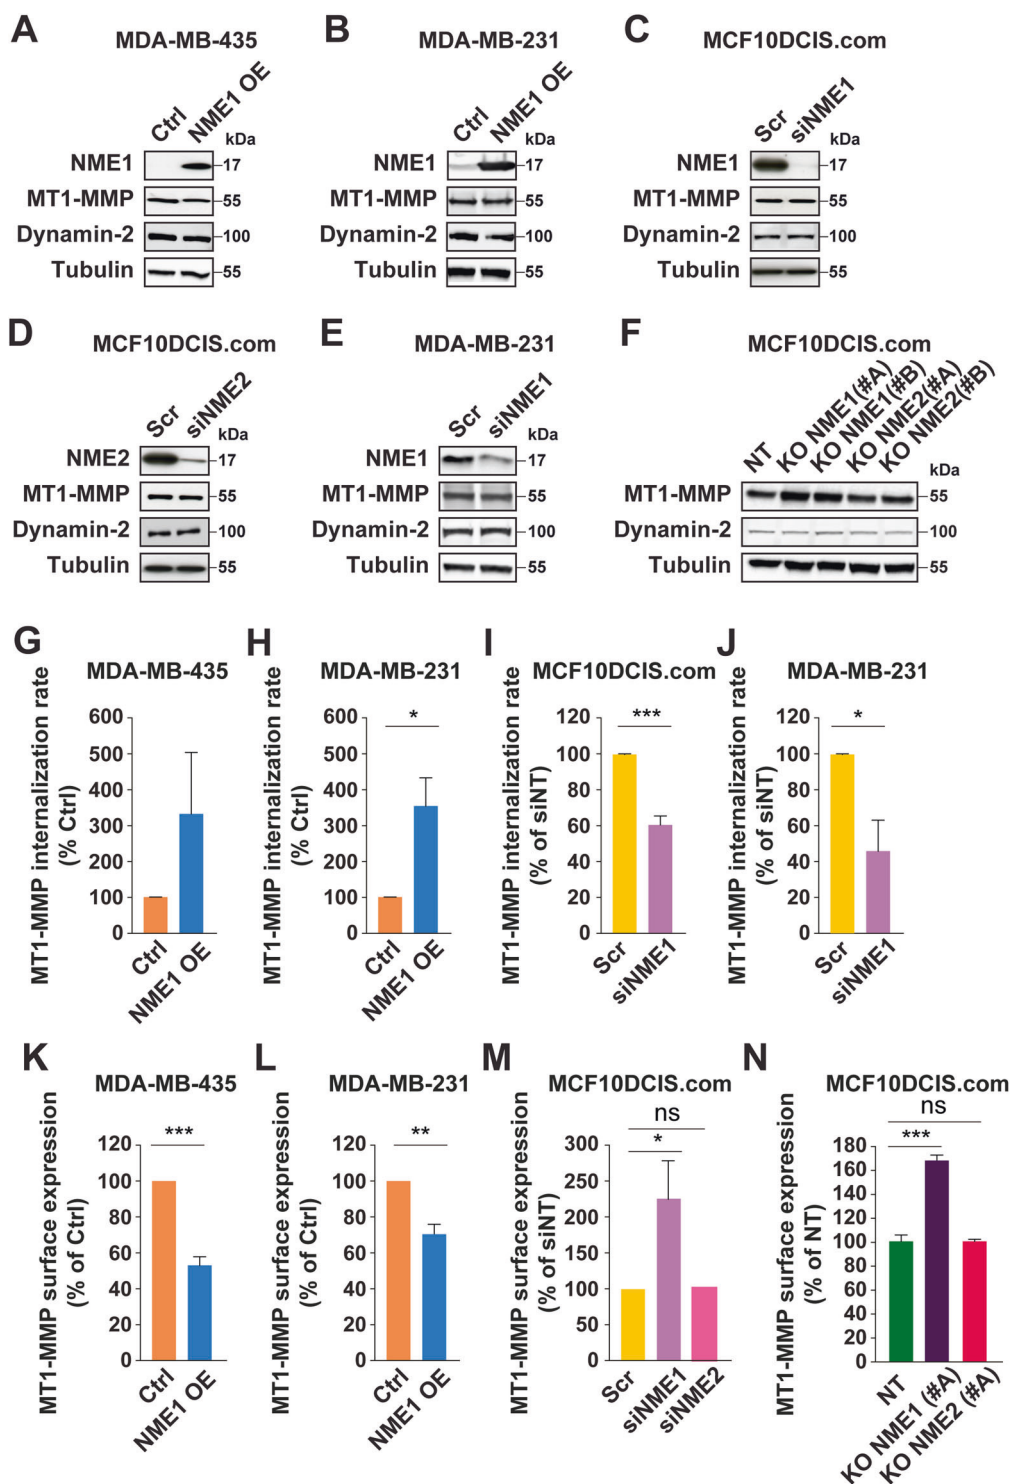 A
MDA-MB-435
Ctrl
NME1 OE
kDa
NME1
17
MT1-MMP
55
Dynamin-2
100
Tubulin
55
B
MDA-MB-231
Ctrl
NME1 OE
kDa
NME1
17
MT1-MMP
55
Dynamin-2
100
Tubulin
55
C
MCF10DCIS.com
Scr
siNME1
kDa
NME1
17
MT1-MMP
55
Dynamin-2
100
Tubulin
55
D
MCF10DCIS.com
Scr
siNME2
kDa
NME2
17
MT1-MMP
55
Dynamin-2
100
Tubulin
55
E
MDA-MB-231
Scr
siNME1
kDa
NME1
17
MT1-MMP
55
Dynamin-2
100
Tubulin
55
F
MCF10DCIS.com
NT
KO NME1(#A)
KO NME1(#B)
KO NME2(#A)
KO NME2(#B)
kDa
MT1-MMP
55
Dynamin-2
100
Tubulin
55
G
MDA-MB-435
MT1-MMP internalization rate
(% Ctrl)
600
500
400
300
200
100
0
Ctrl
NME1 OE
H
MDA-MB-231
MT1-MMP internalization rate
(% Ctrl)
600
500
400
300
200
100
0
*
Ctrl
NME1 OE
I
MCF10DCIS.com
MT1-MMP internalization rate
(% of siNT)
120
100
80
60
40
20
0
***
Scr
siNME1
J
MDA-MB-231
MT1-MMP internalization rate
(% of siNT)
120
100
80
60
40
20
0
*
Scr
siNME1
K
MDA-MB-435
MT1-MMP surface expression
(% of Ctrl)
120
100
80
60
40
20
0
***
Ctrl
NME1 OE
L
MDA-MB-231
MT1-MMP surface expression
(% of Ctrl)
120
100
80
60
40
20
0
**
Ctrl
NME1 OE
M
MCF10DCIS.com
MT1-MMP surface expression
(% of siNT)
300
250
200
150
100
50
0
ns
*
Scr
siNME1
siNME2
N
MCF10DCIS.com
MT1-MMP surface expression
(% of NT)
180
160
140
120
100
80
60
40
20
0
ns
***
NT
KO NME1 (#A)
KO NME2 (#A)